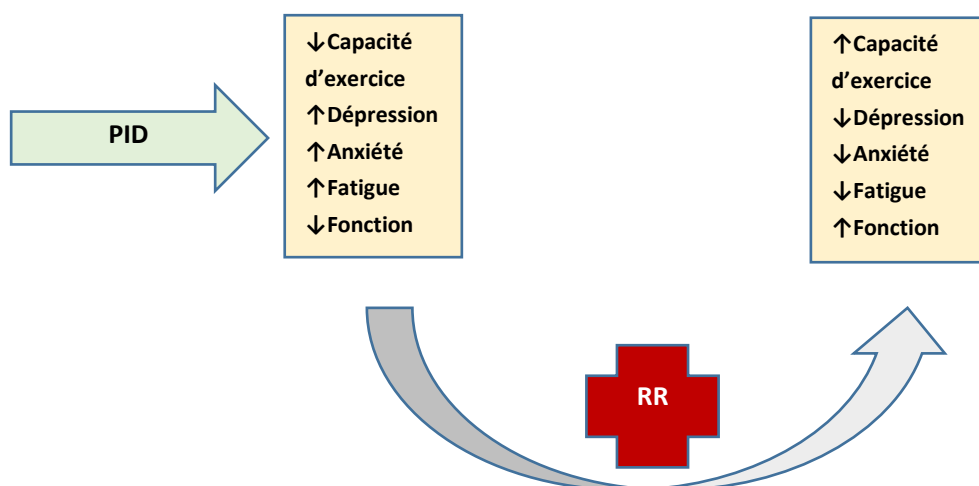 PID
↓Capacité
d’exercice
↑Dépression
↑Anxiété
↑Fatigue
↓Fonction
↑Capacité
d’exercice
↓Dépression
↓Anxiété
↓Fatigue
↑Fonction
RR